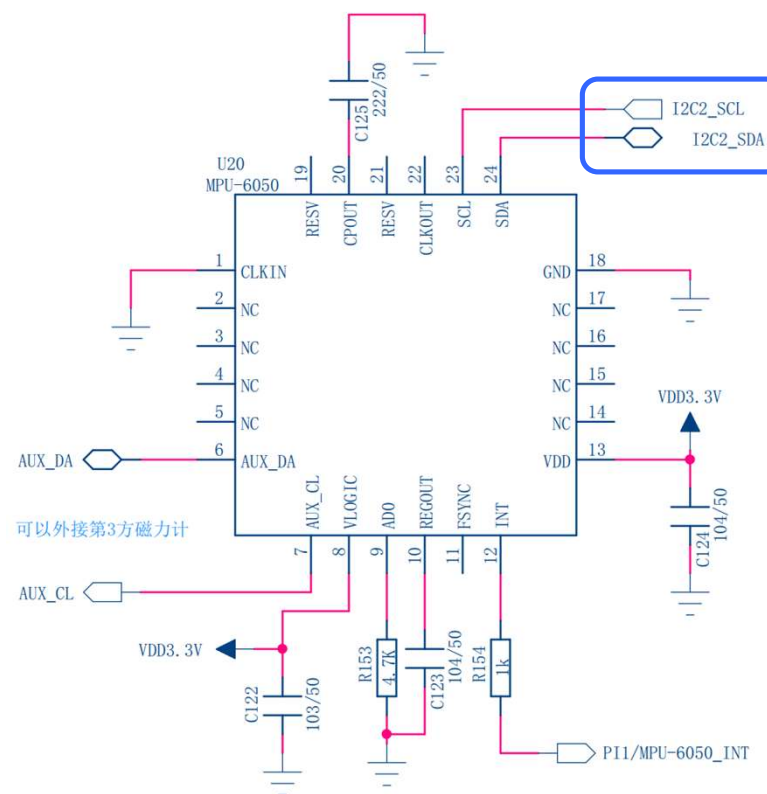 222/50
C125
I2C2_SCL
I2C2_SDA
U20
MPU-6050
19
20
21
22
23
24
RESV
CPOUT
RESV
CLKOUT
SCL
SDA
1
CLKIN
GND
18
2
NC
NC
17
3
NC
NC
16
4
NC
NC
15
5
NC
NC
14
VDD3.3V
AUX_DA
6
AUX_DA
VDD
13
AUX_CL
VLOGIC
AD0
REGOUT
FSYNC
INT
C124
104/50
可以外接第3方磁力计
7
8
9
10
11
12
AUX_CL
VDD3.3V
C122
103/50
R153
4.7K
C123
104/50
R154
1k
PI1/MPU-6050_INT